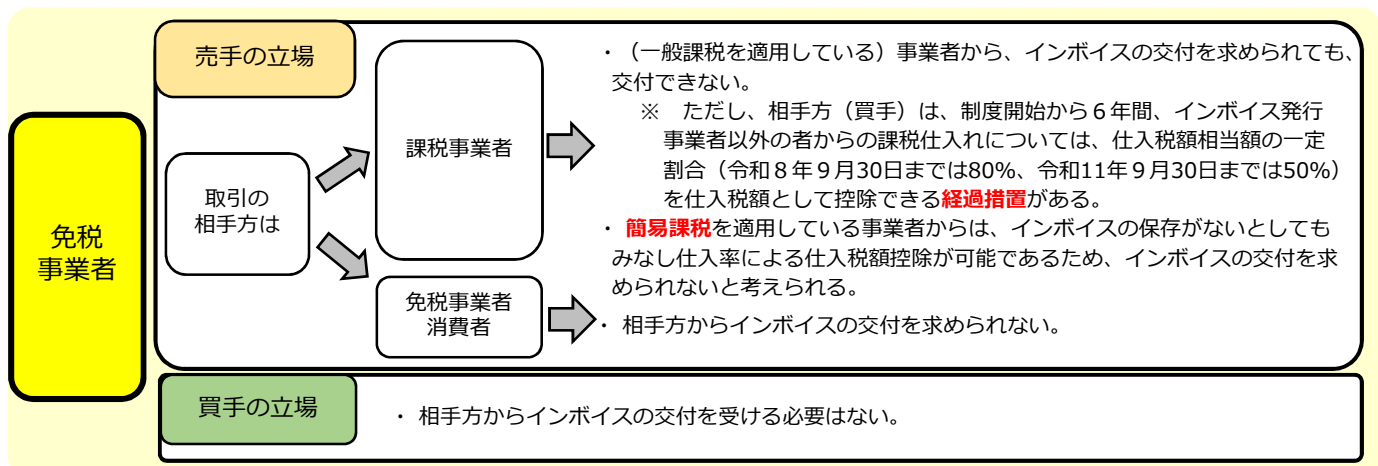 売手の立場
免税
事業者
取引の
相手方は
課税事業者
・（一般課税を適用している）事業者から、インボイスの交付を求められても、
交付できない。
※　ただし、相手方（買手）は、制度開始から６年間、インボイス発行
事業者以外の者からの課税仕入れについては、仕入税額相当額の一定
割合（令和８年９月30日までは80%、令和11年９月30日までは50%）
を仕入税額として控除できる経過措置がある。
・ 簡易課税を適用している事業者からは、インボイスの保存がないとしても
みなし仕入率による仕入税額控除が可能であるため、インボイスの交付を求
められないと考えられる。
免税事業者
消費者
・ 相手方からインボイスの交付を求められない。
買手の立場
・ 相手方からインボイスの交付を受ける必要はない。